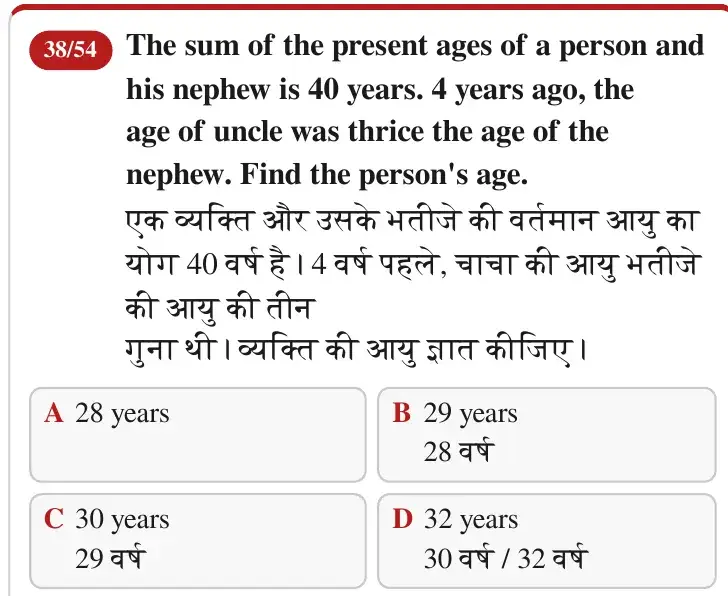 38/54 The sum of the present ages of a person and
his nephew is 40 years. 4 years ago, the
age of uncle was thrice the age of the
nephew. Find the person's age.
एक व्यक्ति और उसके भतीजे की वर्तमान आयु का
योग 40 वर्ष है। 4 वर्ष पहले, चाचा की आयु भतीजे
की आयु की तीन
गुना थी। व्यक्ति की आयु ज्ञात कीजिए।
A 28 years
B 29 years
28 वर्ष
C 30 years
29 वर्ष
D 32 years
30 वर्ष / 32 वर्ष